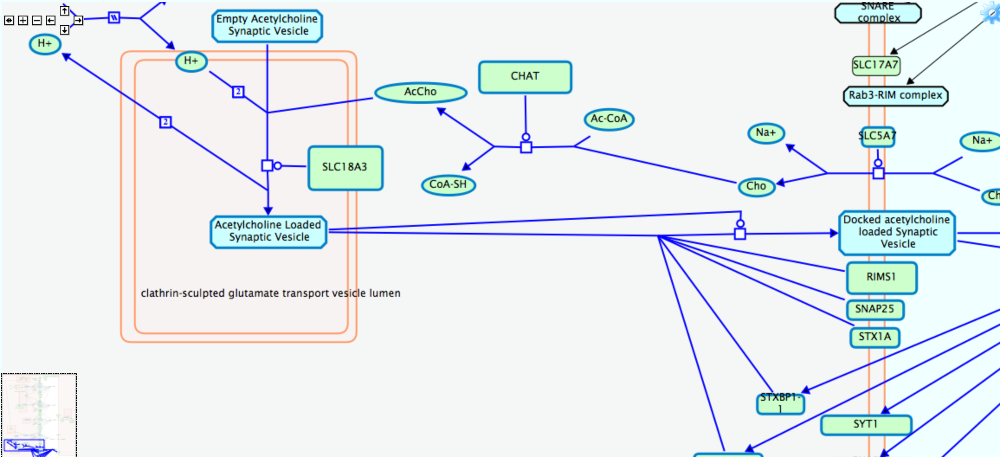 SNARE
complex
Empty Acetylcholine
Synaptic Vesicle
H+
H+
2
AcCho
CHAT
SLC17A7
Rab3-RIM complex
Ac-CoA
2
Na+
SLC5A7
Na+
SLC18A3
CoA-SH
Cho
Ch
Acetylcholine Loaded
Synaptic Vesicle
Docked acetylcholine
loaded Synaptic
Vesicle
RIMS1
clathrin-sculpted glutamate transport vesicle lumen
SNAP25
STX1A
STXBP1-
1
SYT1